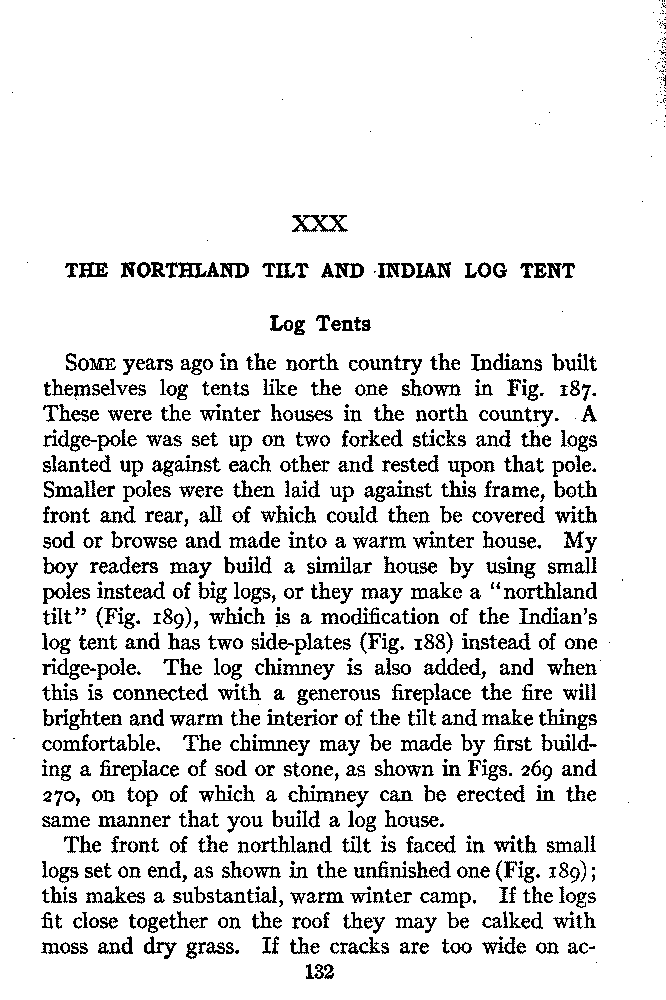 XXX
THE NORTHLAND TILT AND INDIAN LOG TENT
Log Tents
SOME years ago in the north country the Indians built
themselves log tents like the one shown in Fig. 187.
These were the winter houses in the north country. A
ridge-pole was set up on two forked sticks and the logs
slanted up against each other and rested upon that pole.
Smaller poles were then laid up against this frame, both
front and rear, all of which could then be covered with
sod or browse and made into a warm winter house. My
boy readers may build a similar house by using small
poles instead of big logs, or they may make a "northland
tilt" (Fig. 189), which is a modification of the Indian's
log tent and has two side-plates (Fig. 188) instead of one
ridge-pole. The log chimney is also added, and when
this is connected with a generous fireplace the fire will
brighten and warm the interior of the tilt and make things
comfortable. The chimney may be made by first build-
ing a fireplace of sod or stone, as shown in Figs. 269 and
270, on top of which a chimney can be erected in the
same manner that you build a log house.
The front of the northland tilt is faced in with small
logs set on end, as shown in the unfinished one (Fig. 189);
this makes a substantial, warm winter camp. If the logs
fit close together on the roof they may be calked with
moss and dry grass. If the cracks are too wide on ac-
132